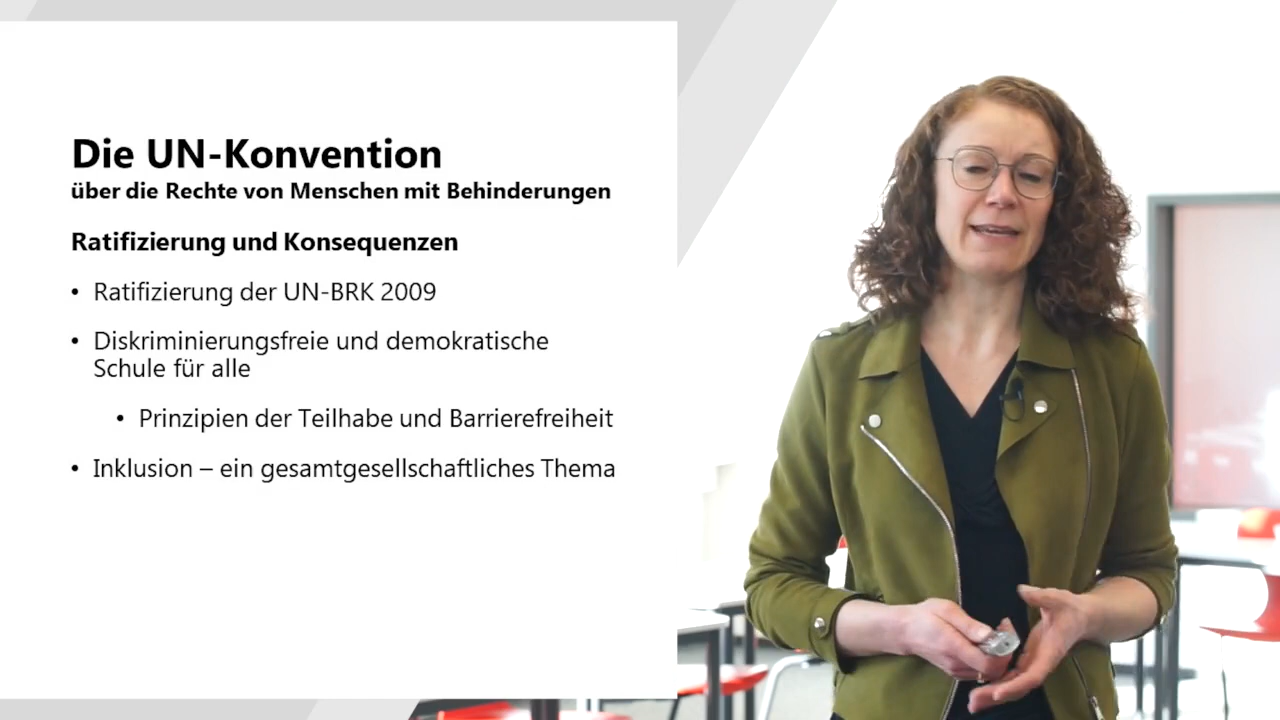 Die UN-Konvention
über die Rechte von Menschen mit Behinderungen
Ratifizierung und Konsequenzen
• Ratifizierung der UN-BRK 2009
• Diskriminierungsfreie und demokratische
Schule für alle
• Prinzipien der Teilhabe und Barrierefreiheit
• Inklusion – ein gesamtgesellschaftliches Thema